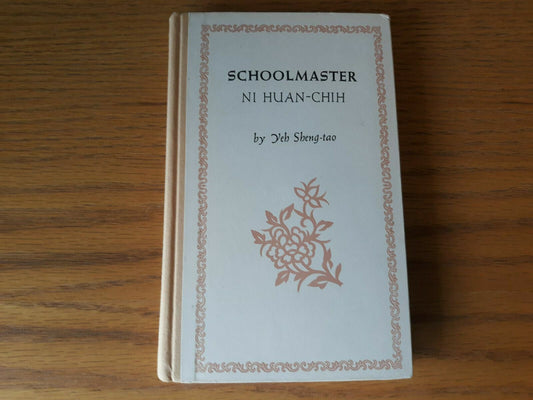 SCHOOLMASTER
NI HUAN-CHIH
by Yeh Sheng-tao